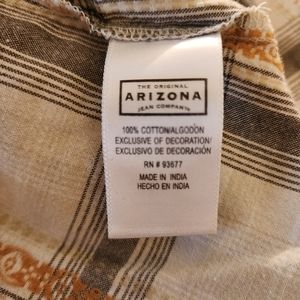 THE ORIGINAL
ARIZONA
JEAN COMPANY
100% COTTON/ALGODON
EXCLUSIVE OF DECORATION/
EXCLUSIVO DE DECORACIÓN
RN # 93677
MADE IN INDIA
HECHO EN INDIA